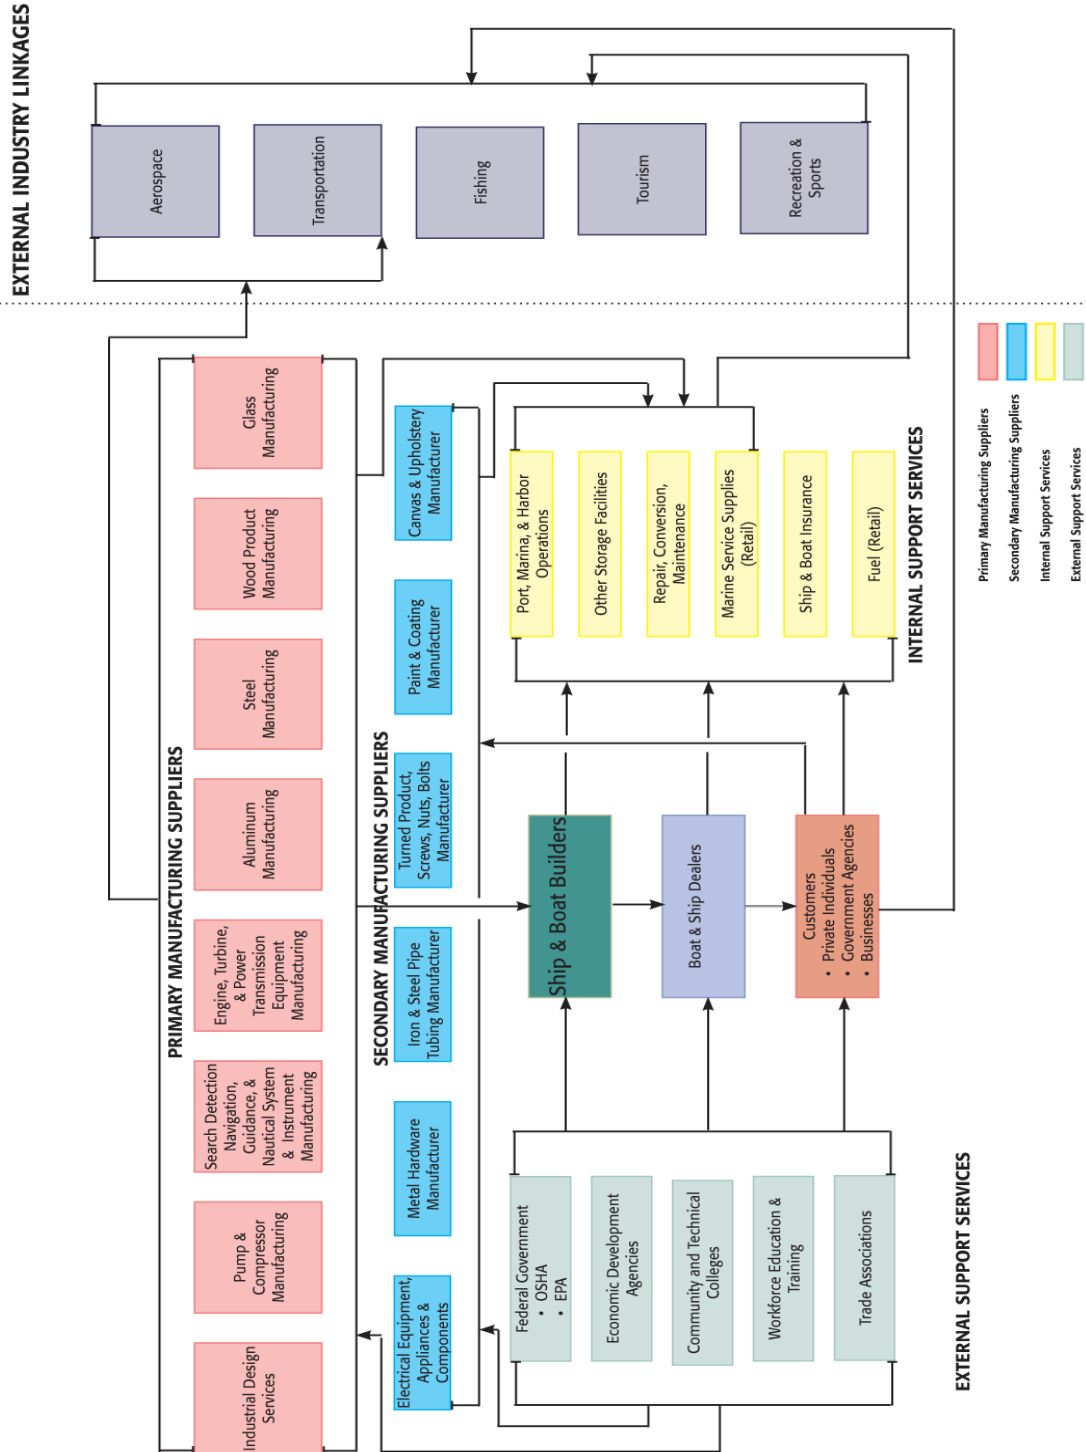 EXTERNAL INDUSTRY LINKAGES
Aerospace
Transportation
Fishing
Tourism
Recreation &
Sports
PRIMARY MANUFACTURING SUPPLIERS
Industrial Design
Services
Pump &
Compressor
Manufacturing
Search Detection
Navigation,
Guidance, &
Nautical System
& Instrument
Manufacturing
Engine, Turbine,
& Power
Transmission
Equipment
Manufacturing
Aluminum
Manufacturing
Steel
Manufacturing
Wood Product
Manufacturing
Glass
Manufacturing
SECONDARY MANUFACTURING SUPPLIERS
Electrical Equipment,
Appliances &
Components
Metal Hardware
Manufacturer
Iron & Steel Pipe
Tubing Manufacturer
Turned Product,
Screws, Nuts, Bolts
Manufacturer
Paint & Coating
Manufacturer
Canvas & Upholstery
Manufacturer
Federal Government
• OSHA
• EPA
Economic Development
Agencies
Community and Technical
Colleges
Workforce Education &
Training
Trade Associations
EXTERNAL SUPPORT SERVICES
Ship & Boat Builders
Boat & Ship Dealers
Customers
• Private Individuals
• Government Agencies
• Businesses
Port, Marina, & Harbor
Operations
Other Storage Facilities
Repair, Conversion,
Maintenance
Marine Service Supplies
(Retail)
Ship & Boat Insurance
Fuel (Retail)
INTERNAL SUPPORT SERVICES
Primary Manufacturing Suppliers
Secondary Manufacturing Suppliers
Internal Support Services
External Support Services